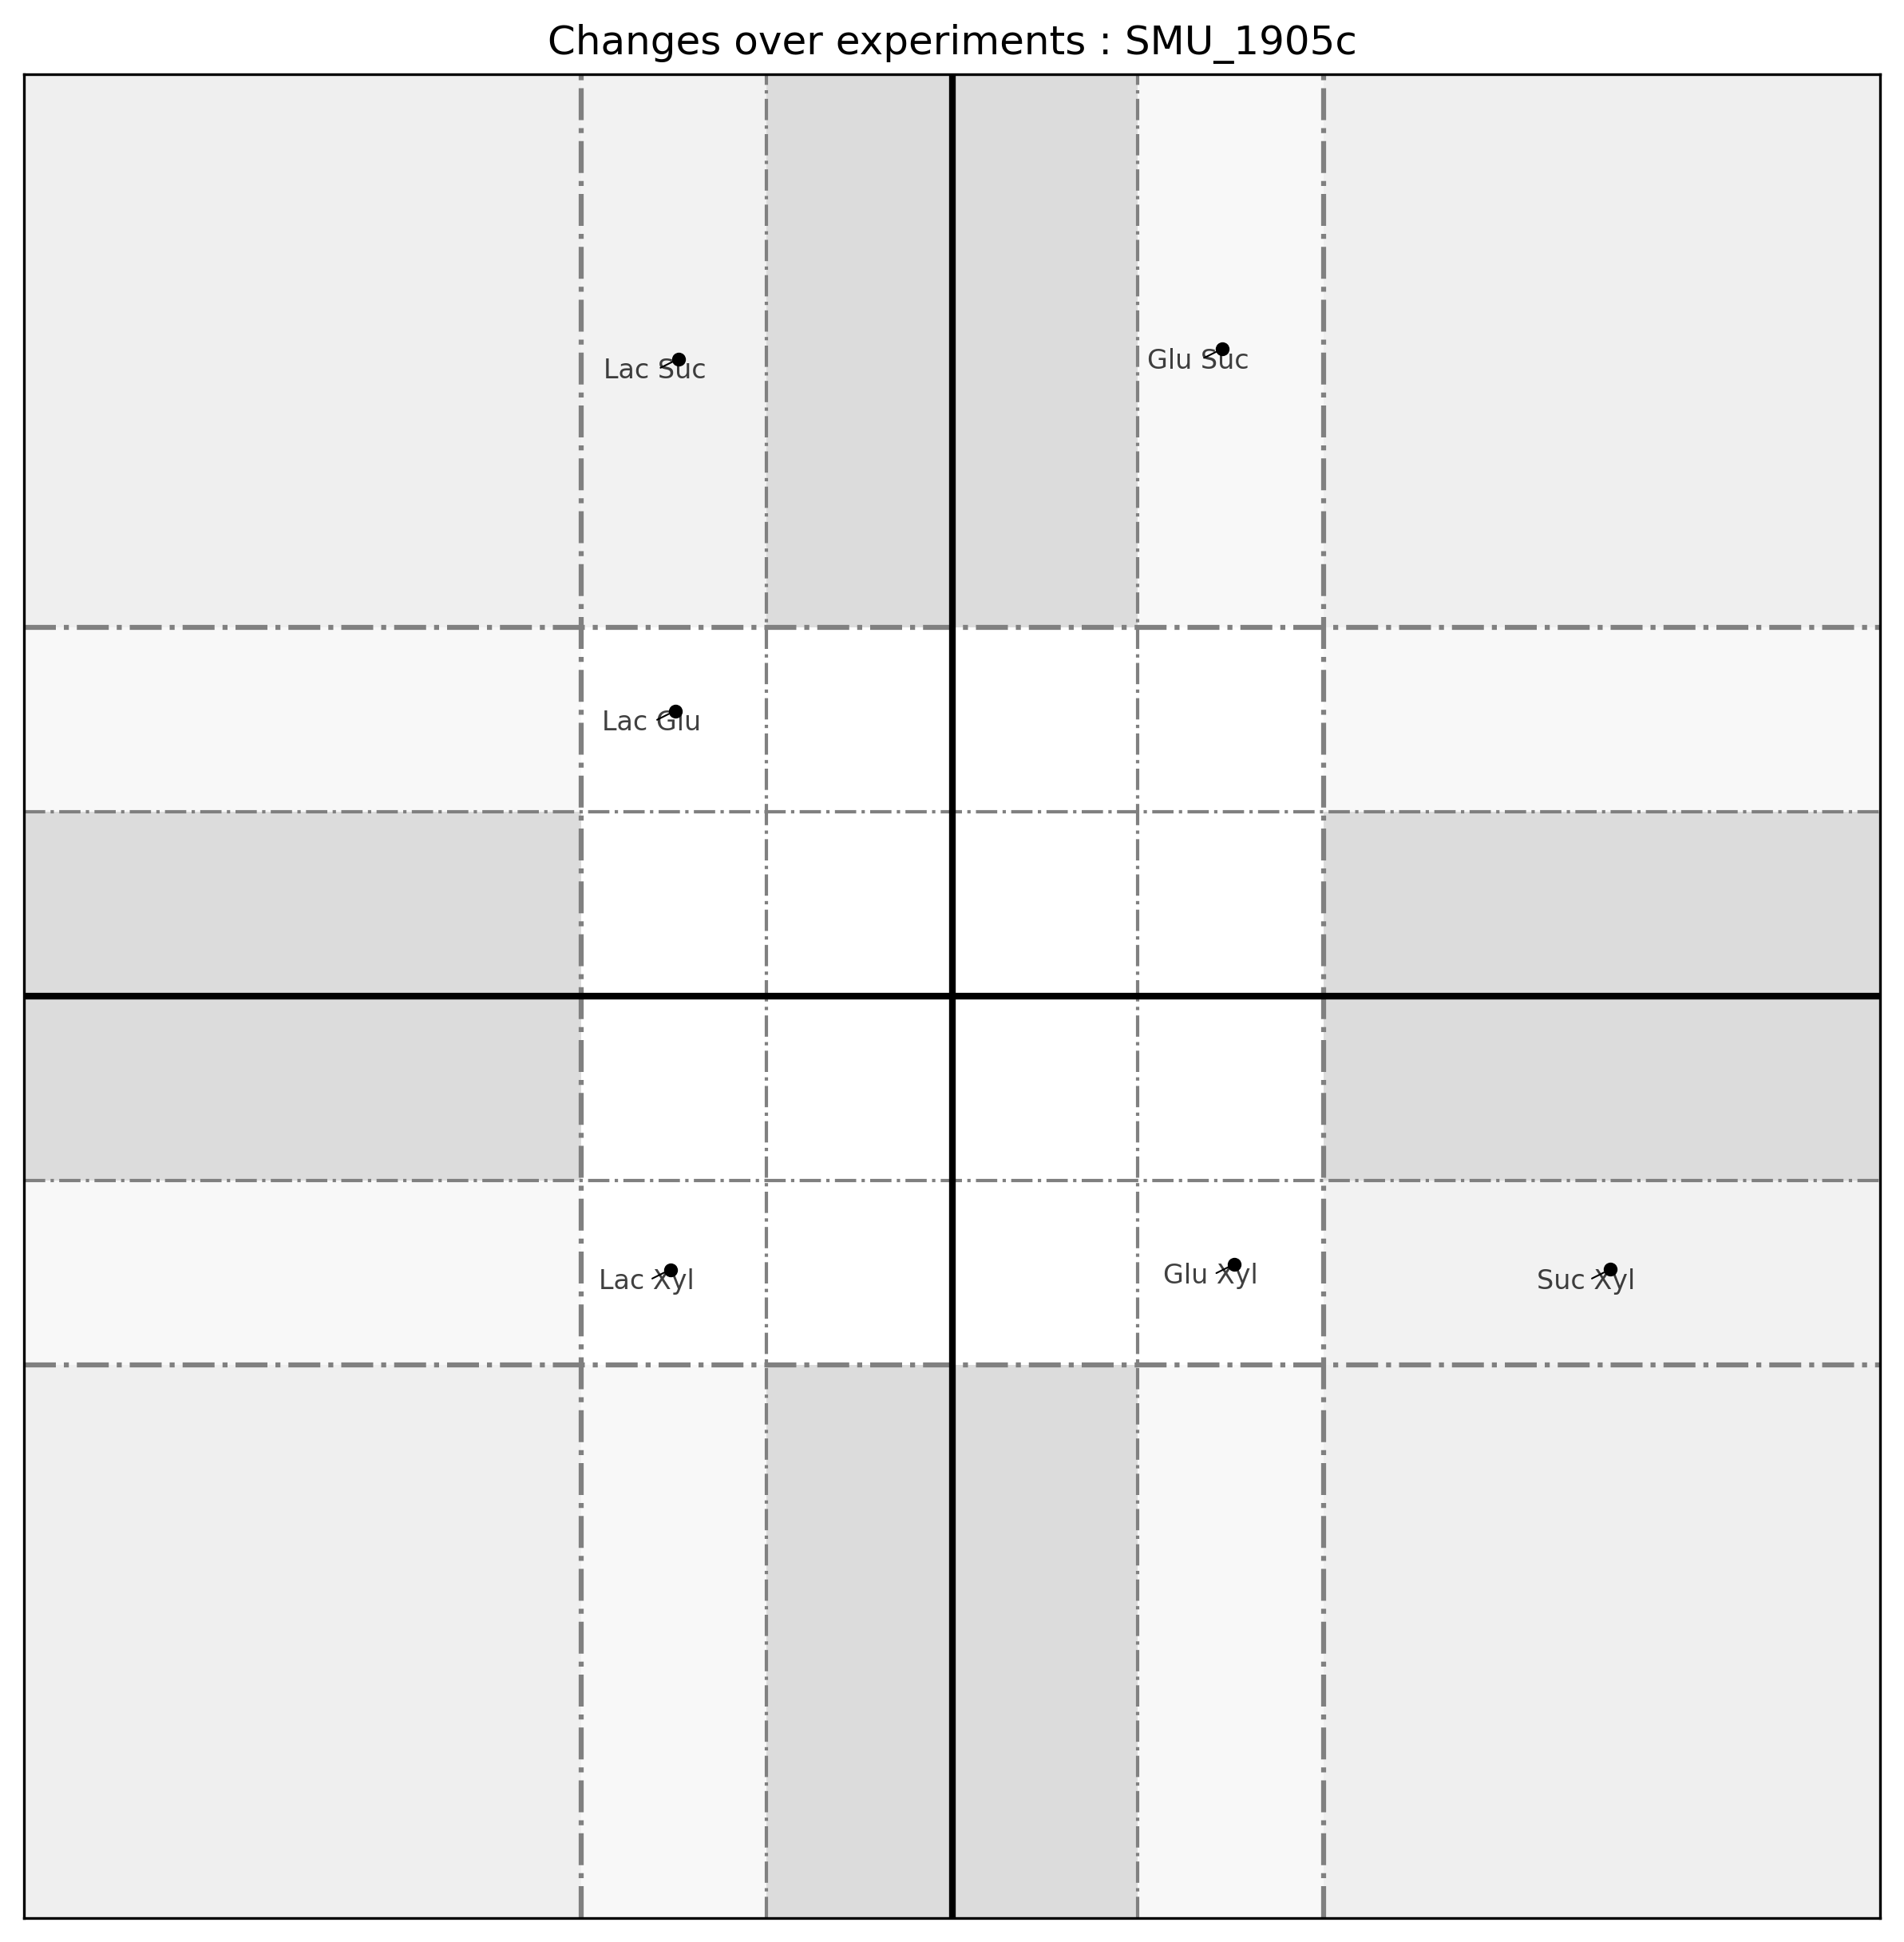 Changes over experiments : SMU_1905c
Lac Suc
Glu Suc
Lac Glu
Lac Xyl
Glu Xyl
Suc Xyl